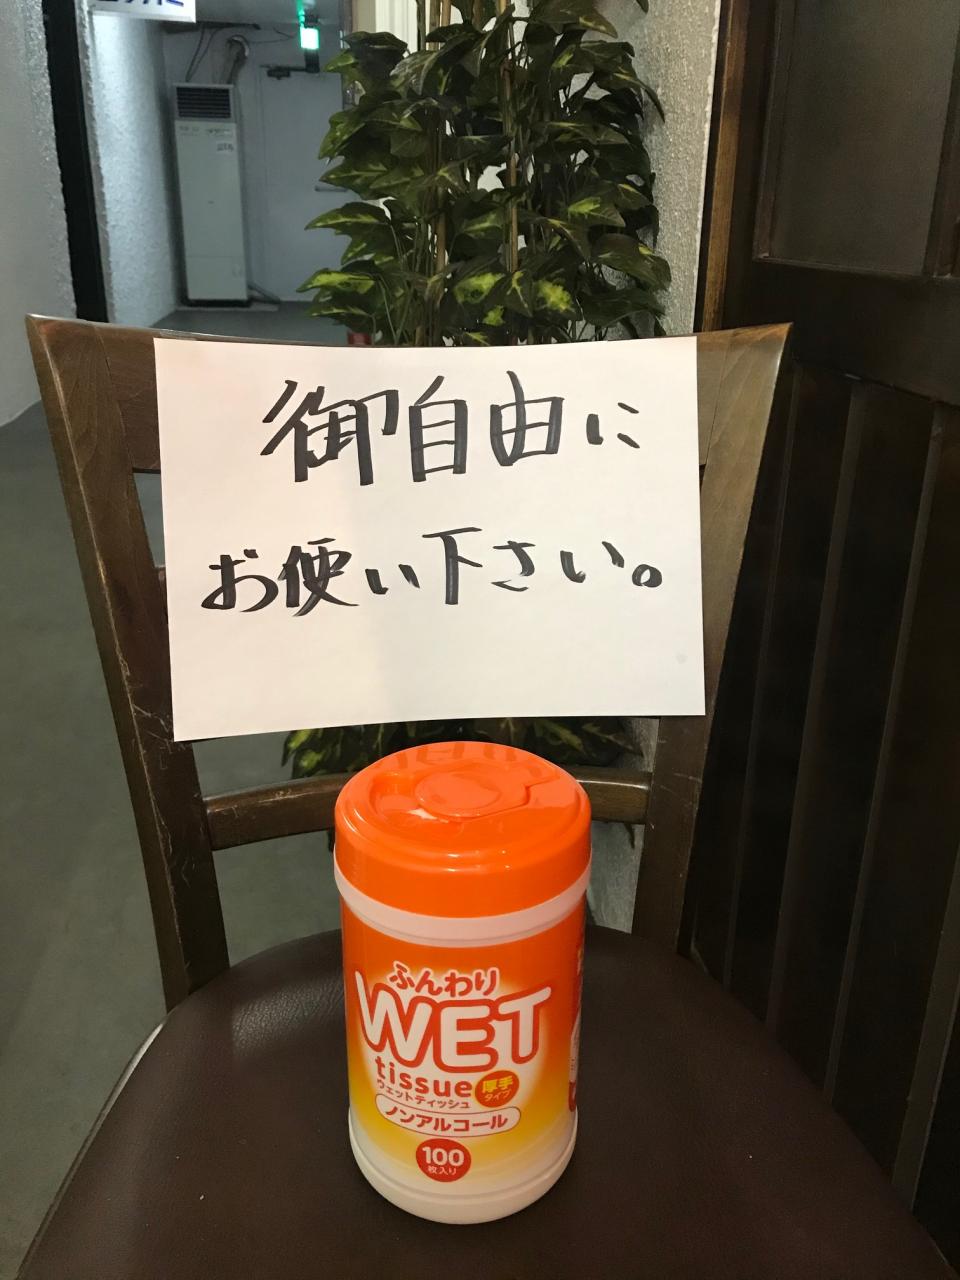 御自由に
お使い下さい。
ふんわり
WET
tissue
ウェットティッシュ
厚手
タイプ
ノンアルコール
100
枚入り